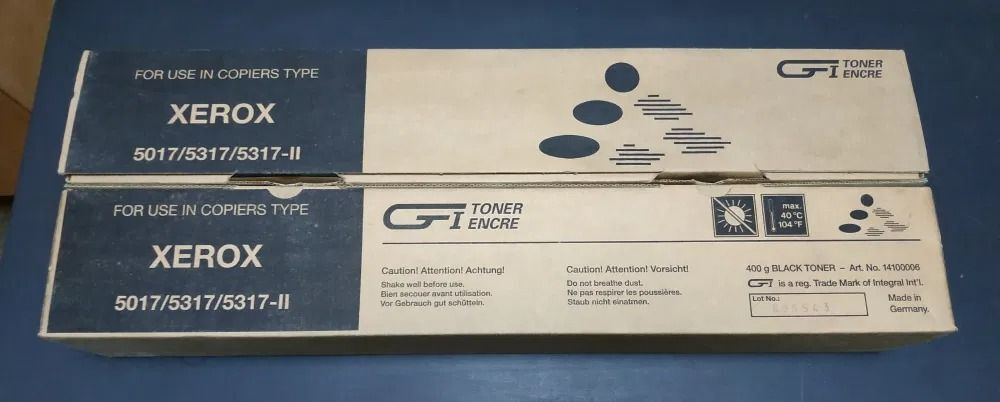 FOR USE IN COPIERS TYPE
XEROX
5017/5317/5317-II
GTI TONER
ENCRE
FOR USE IN COPIERS TYPE
XEROX
5017/5317/5317-II
GTI TONER
ENCRE
max.
40 °C
104 °F
Caution! Attention! Achtung!
Shake well before use.
Bien secouer avant utilisation.
Vor Gebrauch gut schütteln.
Caution! Attention! Vorsicht!
Do not breathe dust.
Ne pas respirer les poussières.
Staub nicht einatmen.
400 g BLACK TONER – Art. No. 14100006
GTI is a reg. Trade Mark of Integral Int'l.
Lot No.:
Made in
Germany.